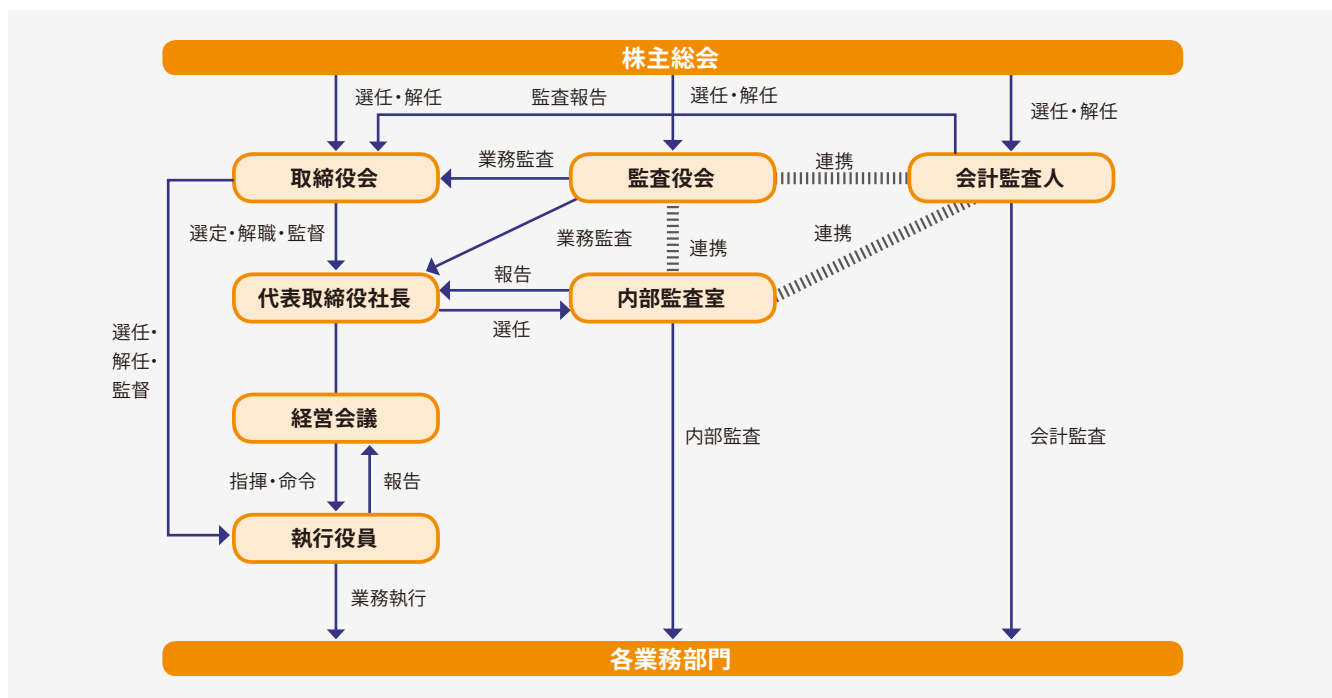 株主総会
選任・解任
監査報告
選任・解任
選任・解任
取締役会
業務監査
監査役会
連携
会計監査人
選定・解職・監督
業務監査
連携
連携
代表取締役社長
報告
選任
内部監査室
選任・
解任・
監督
経営会議
内部監査
会計監査
指揮・命令
報告
執行役員
業務執行
各業務部門